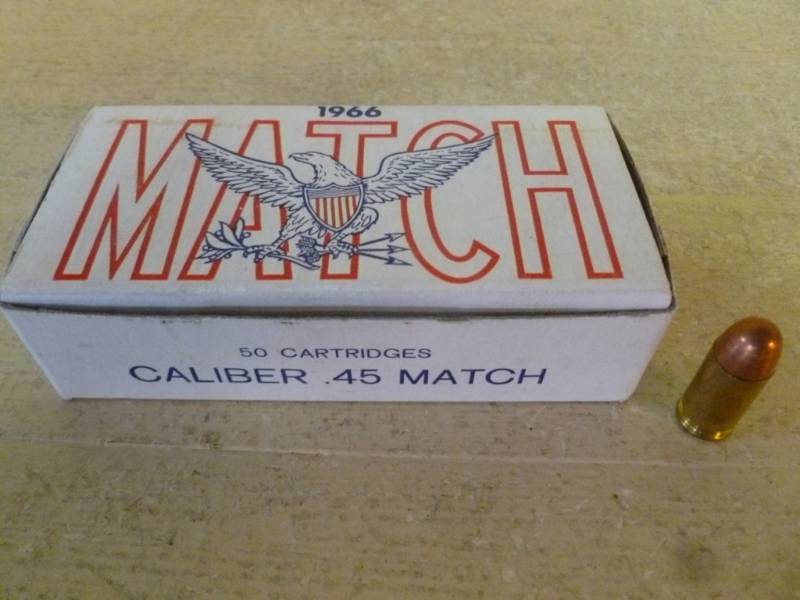 1966
MATCH
50 CARTRIDGES
CALIBER .45 MATCH